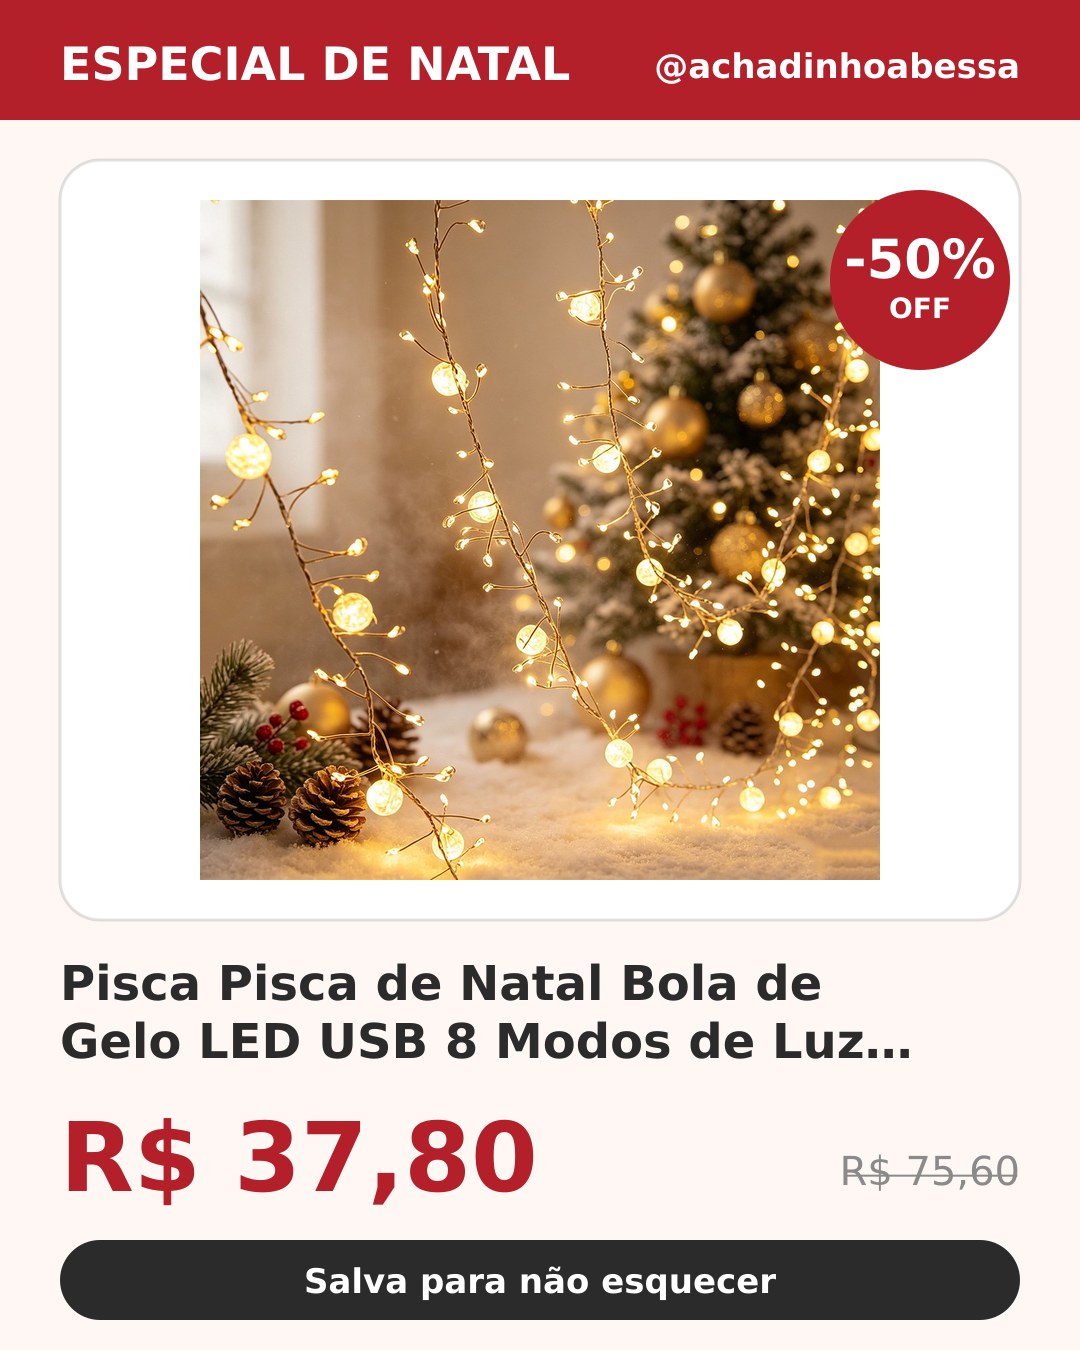 ESPECIAL DE NATAL
@achadinhoabessa
-50%
OFF
Pisca Pisca de Natal Bola de
Gelo LED USB 8 Modos de Luz...
R$ 37,80
R$ 75,60
Salva para não esquecer